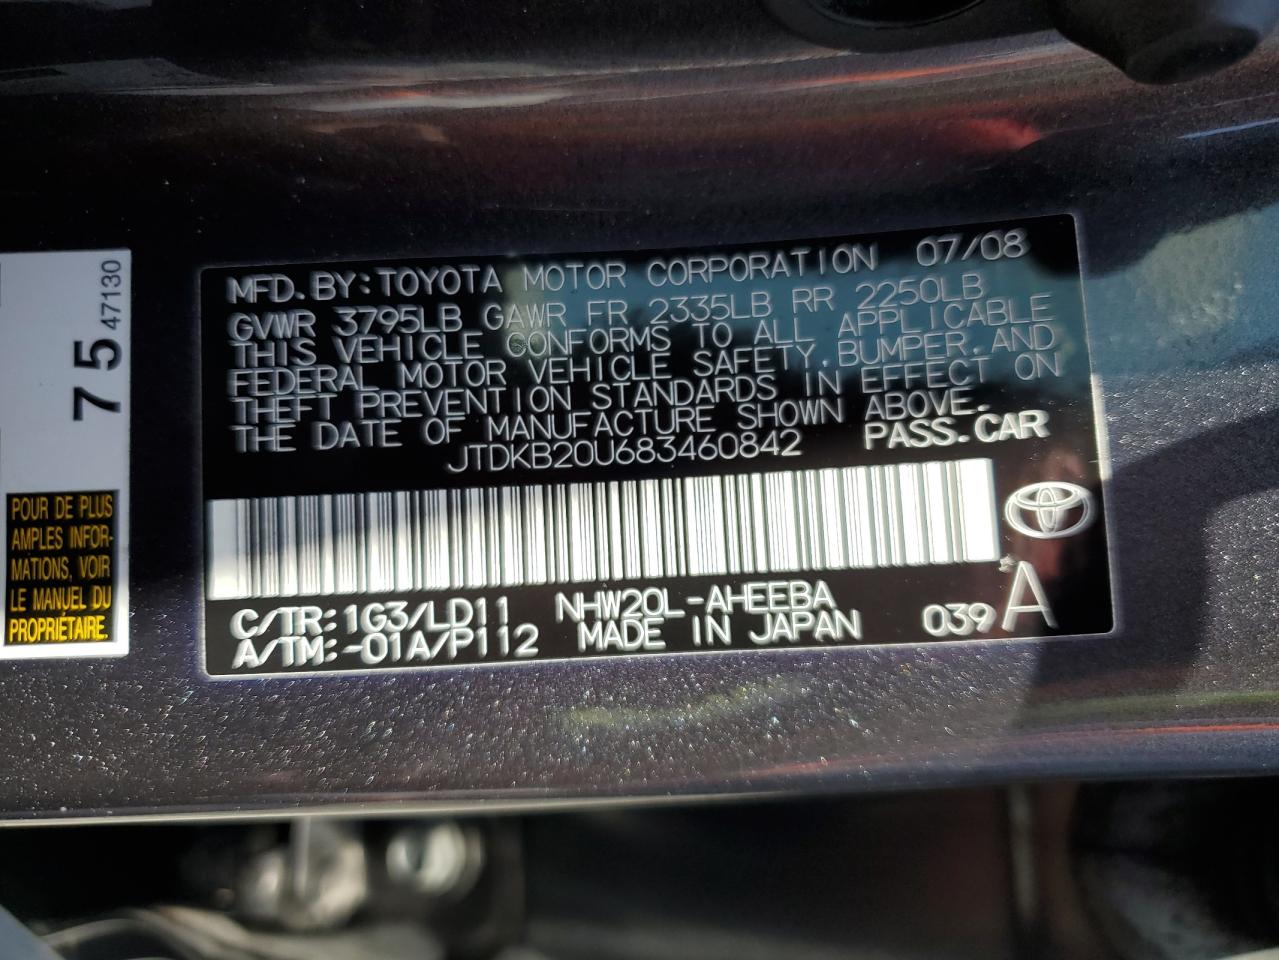 MFD. BY: TOYOTA MOTOR CORPORATION 07/08
GVWR 3795LB GAWR FR 2335LB RR 2250LB
THIS VEHICLE CONFORMS TO ALL APPLICABLE
FEDERAL MOTOR VEHICLE SAFETY, BUMPER, AND
THEFT PREVENTION STANDARDS IN EFFECT ON
THE DATE OF MANUFACTURE SHOWN ABOVE.
JTDKB20U683460842 PASS. CAR
C/TR: 1G3/LD11 NHW20L-AHEEBA
A/TM: -01A/P112 MADE IN JAPAN 039 *A
75 47130
POUR DE PLUS
AMPLES INFOR-
MATIONS, VOIR
LE MANUEL DU
PROPRIÉTAIRE.